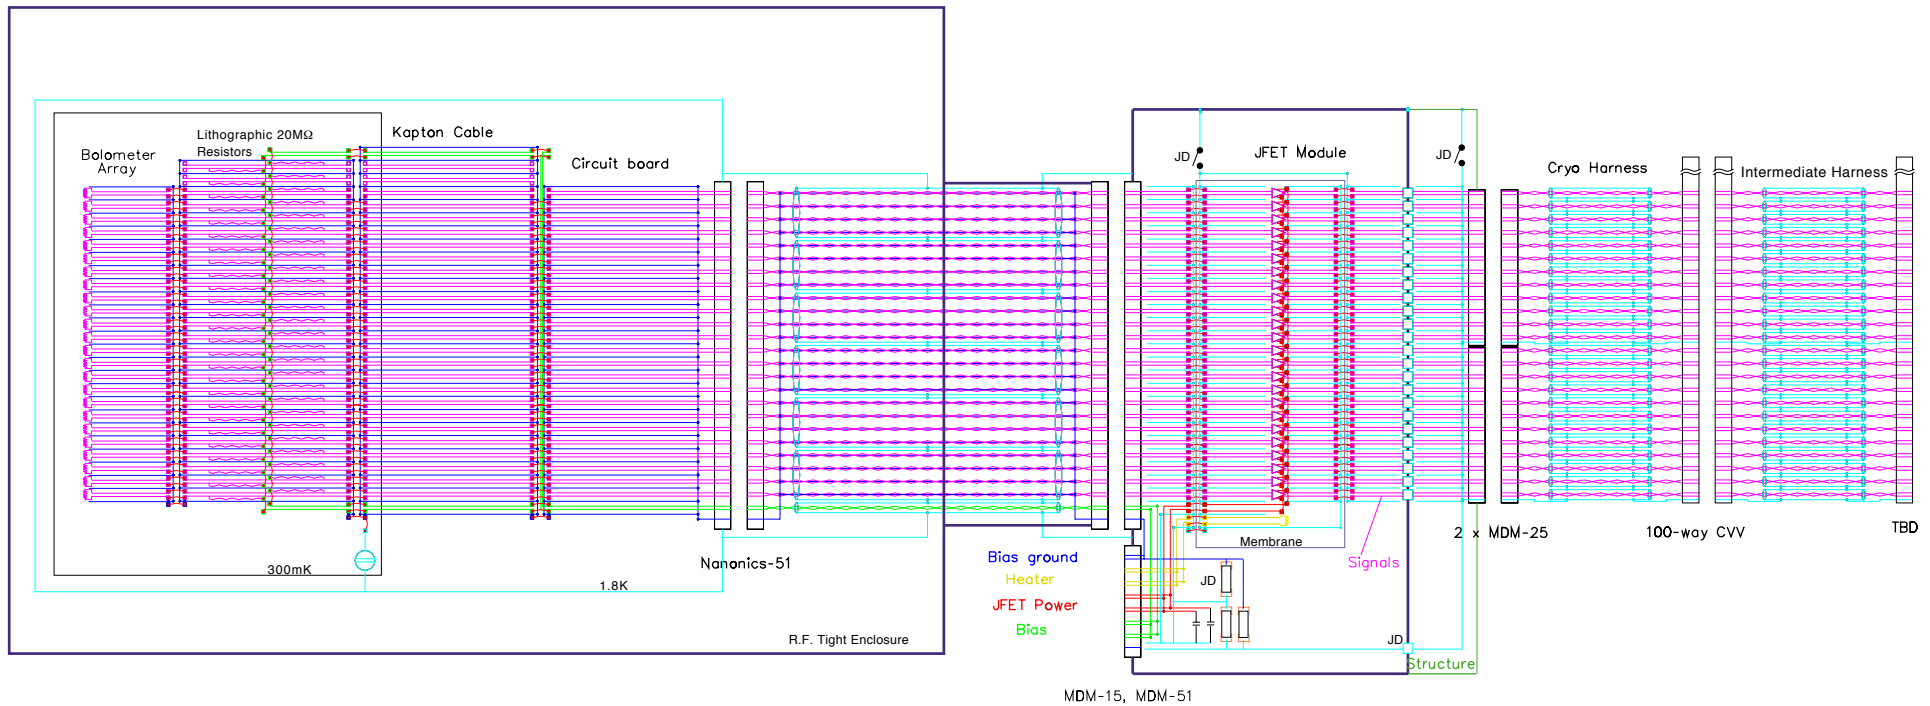 Lithographic 20MΩ
Resistors
Kapton Cable
Bolometer
Array
Circuit board
JD
JFET Module
JD
Cryo Harness
Intermediate Harness
300mK
1.8K
Nanonics-51
Bias ground
Heater
JFET Power
Bias
R.F. Tight Enclosure
Membrane
JD
Signals
JD
Structure
2 x MDM-25
100-way CVV
TBD
MDM-15, MDM-51